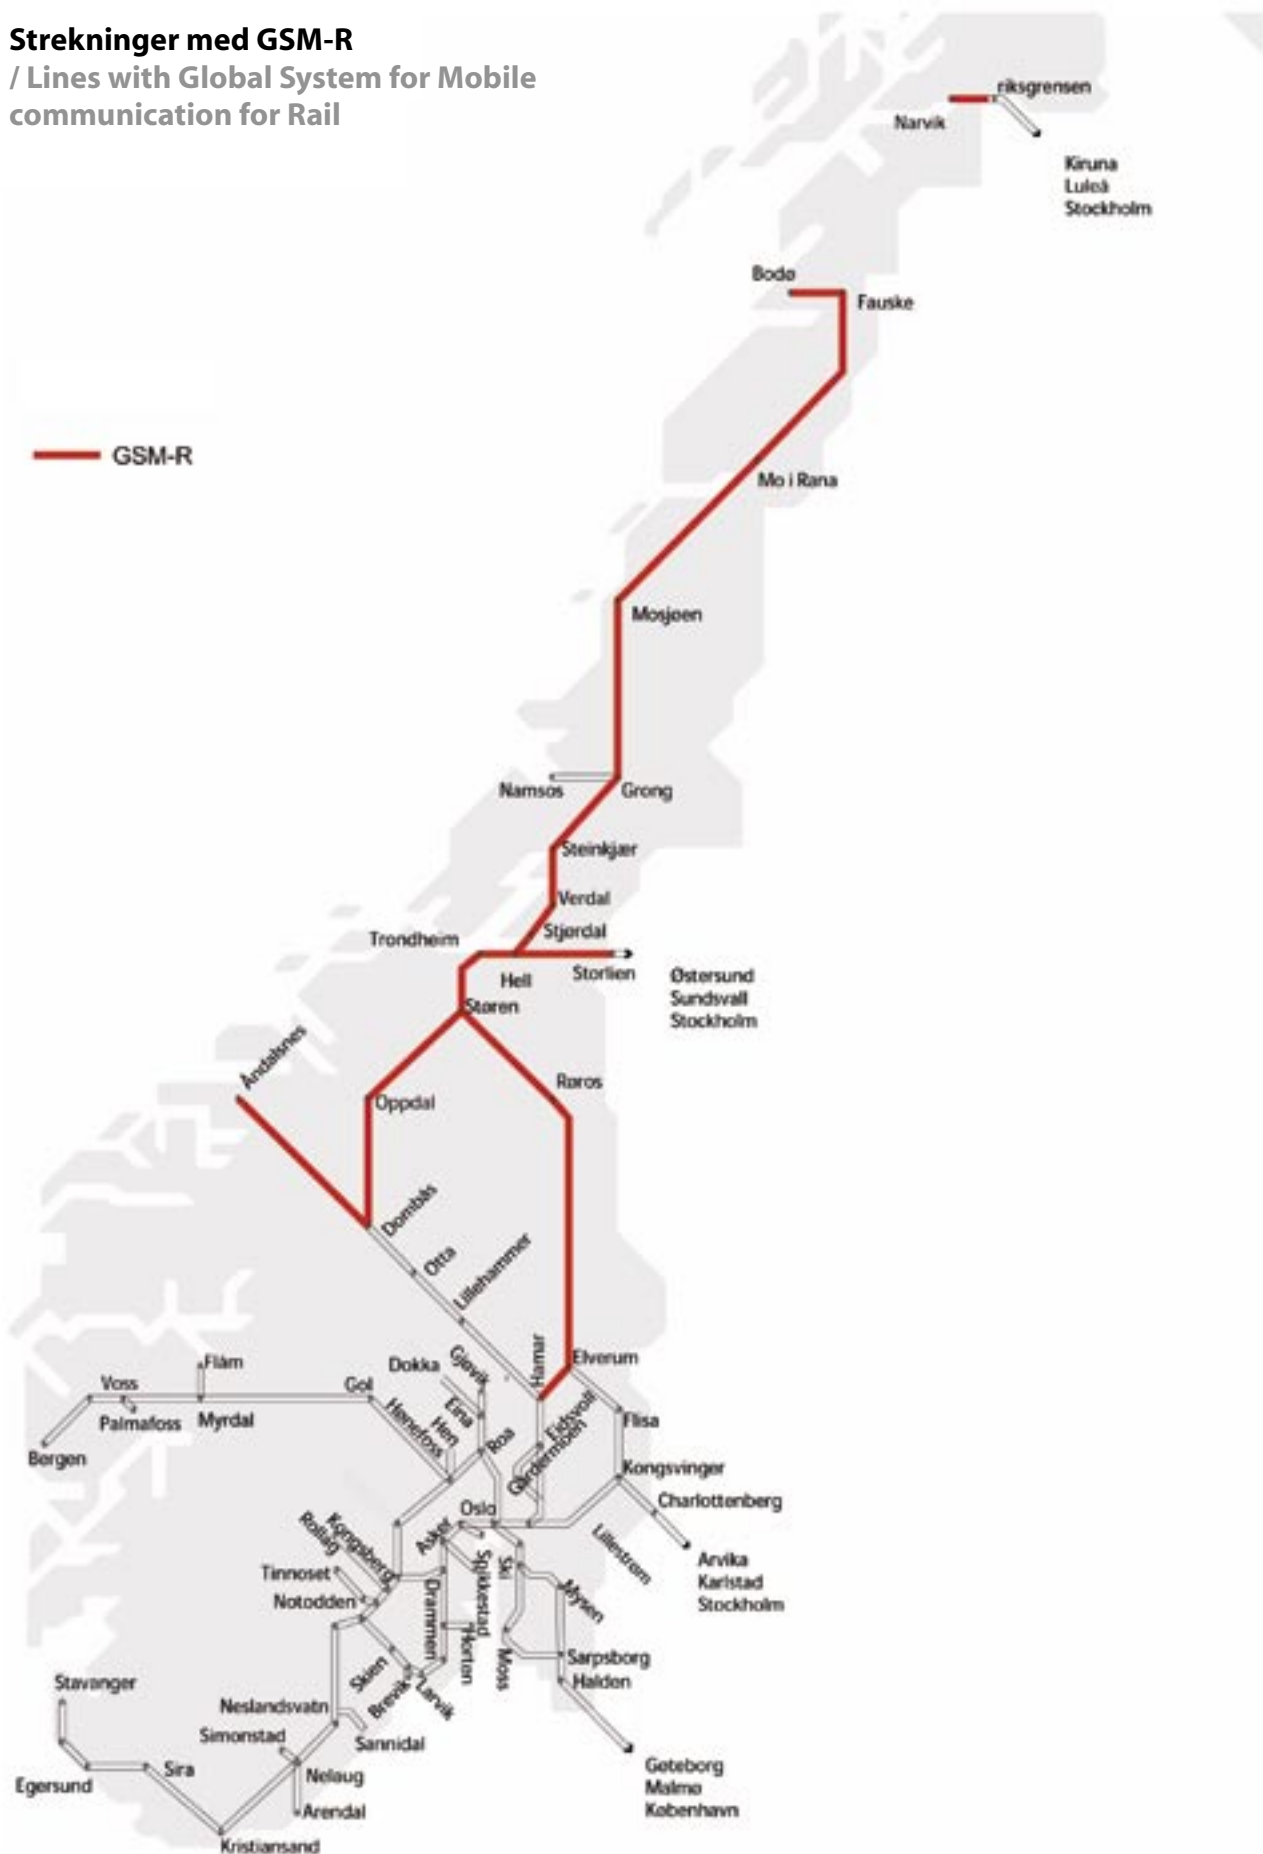 Strekninger med GSM-R
/ Lines with Global System for Mobile
communication for Rail
riksgrensen
Narvik
Kiruna
Luleå
Stockholm
Bodø
Fauske
GSM-R
Mo i Rana
Mosjøen
Namsos
Grong
Steinkjær
Verdal
Stjørdal
Trondheim
Hell
Storlien
Østersund
Sundsvall
Stockholm
Støren
Åndalsnes
Røros
Oppdal
Dombås
Otta
Lillehammer
Hamar
Elverum
Flåm
Dokka
Gjøvik
Voss
Gol
Eina
Eidsvoll
Palmafoss
Myrdal
Hønefoss
Hen
Roa
Gardermoen
Flisa
Bergen
Kongsvinger
Charlottenberg
Oslo
Rollag
Kongsberg
Asker
Lillestrøm
Arvika
Karlstad
Stockholm
Tinnoset
Spikkestad
Ski
Notodden
Drammen
Mysen
Horten
Moss
Sarpsborg
Halden
Stavanger
Skien
Brevik
Larvik
Neslandsvatn
Simonstad
Sannidal
Sira
Egersund
Nelaug
Arendal
Gøteborg
Malmø
København
Kristiansand